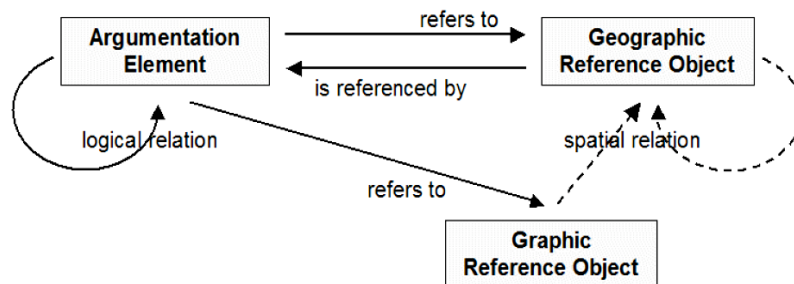 refers to
Argumentation
Element
Geographic
Reference Object
is referenced by
logical relation
spatial relation
refers to
Graphic
Reference Object